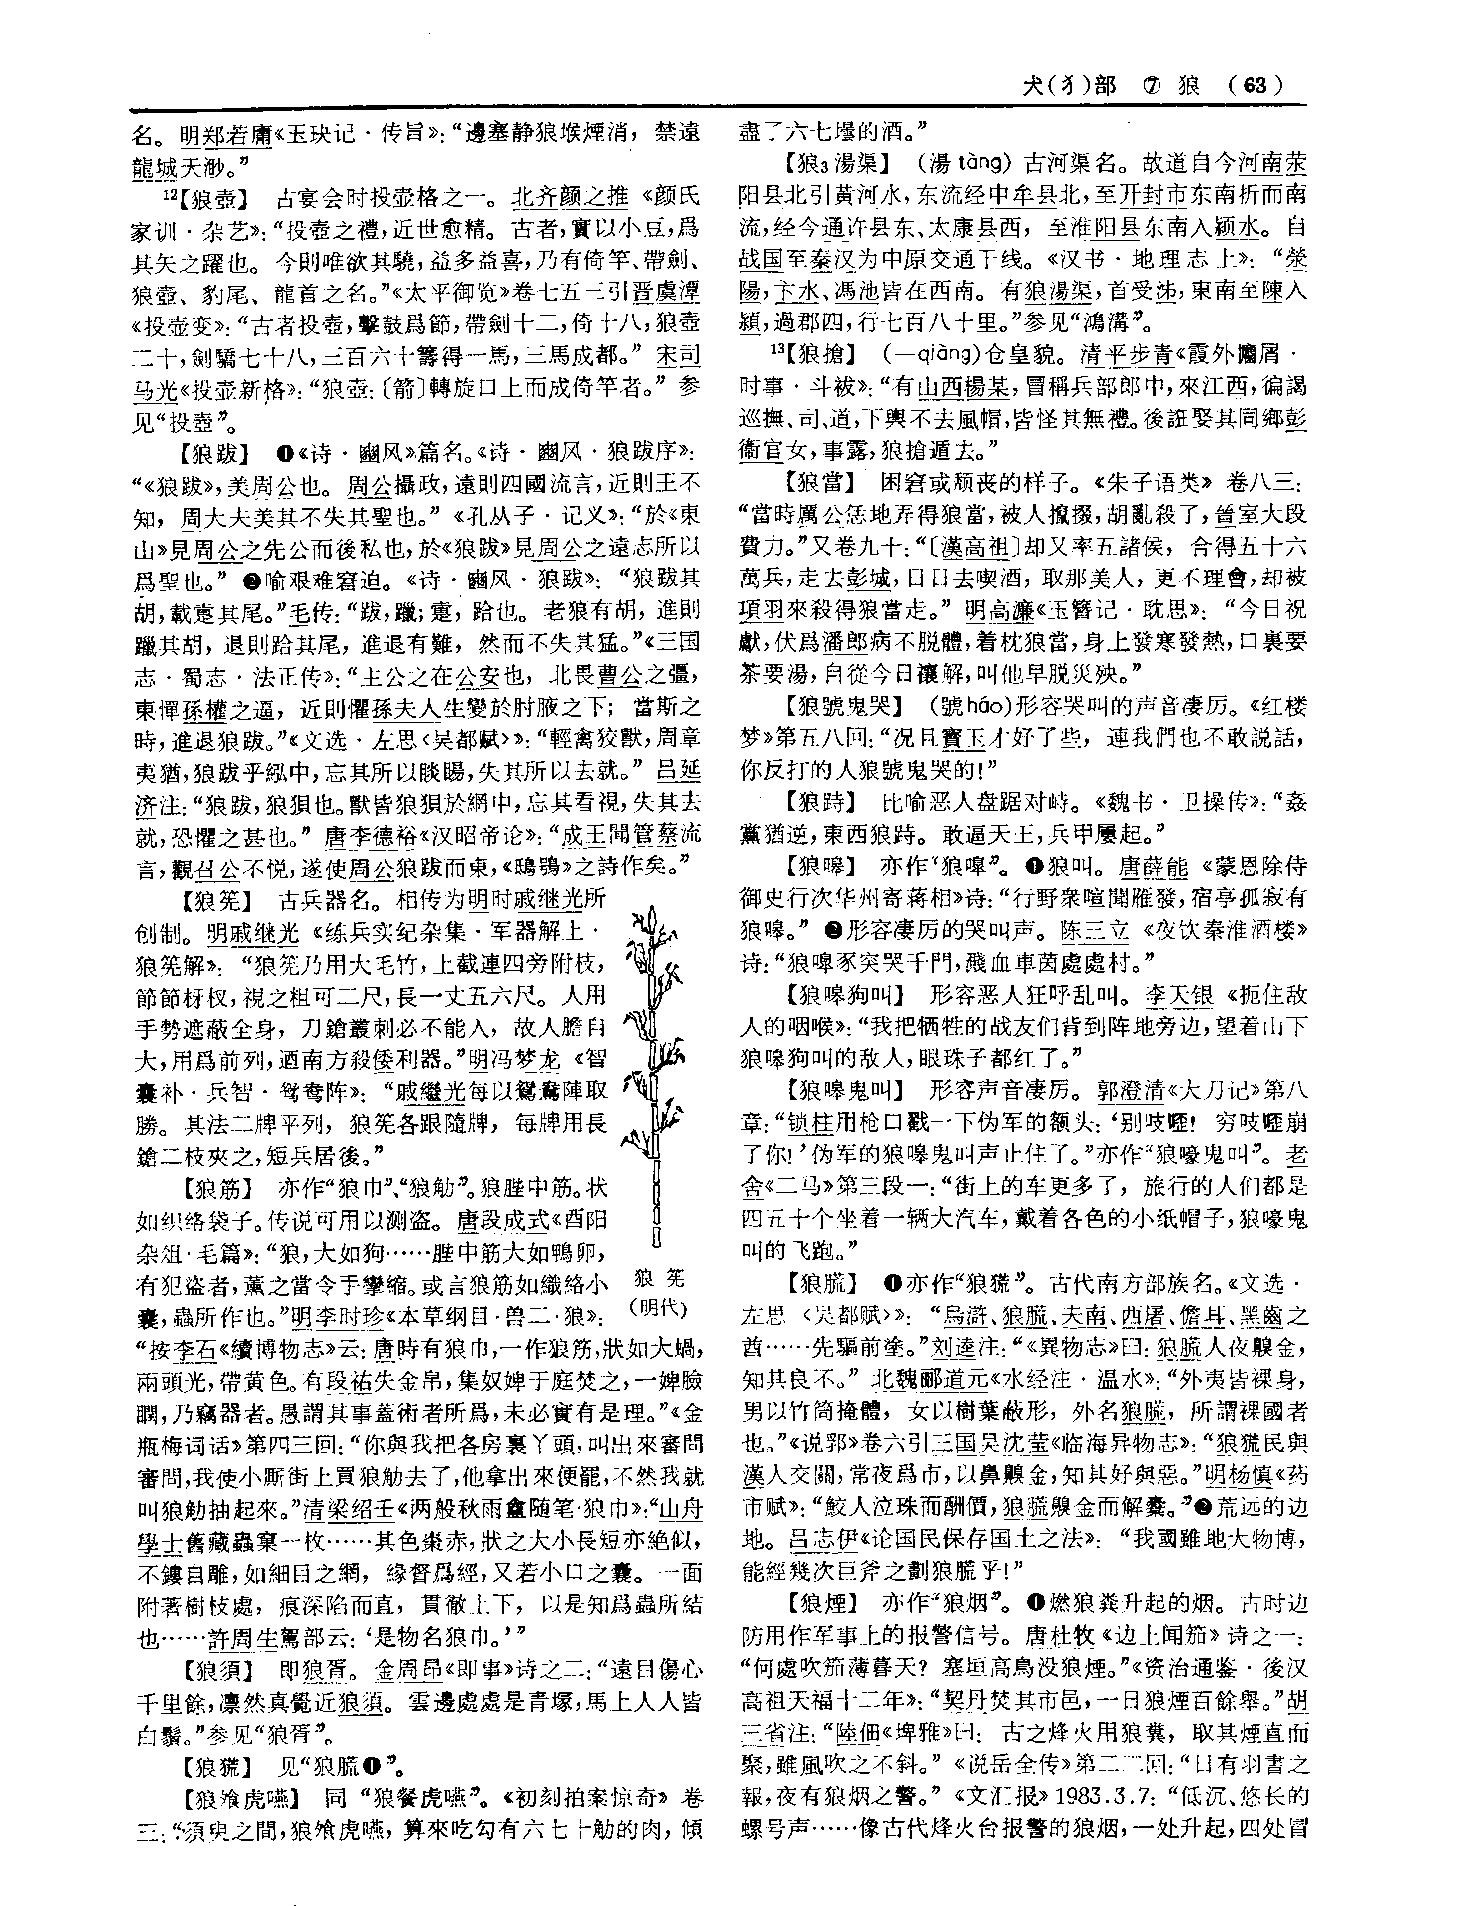 犬(犭)部 ⑦ 狼 (63)
名。明郑若庸《玉玦记·传旨》：“邊塞静狼堠煙消，禁遠
龍城天渺。”
12【狼壺】 古宴会时投壶格之一。北齐颜之推《颜氏
家训·杂艺》：“投壺之禮，近世愈精。古者，實以小豆，爲
其矢之躍也。今則唯欲其驍，益多益喜，乃有倚竿、帶劍、
狼壺、豹尾、龍首之名。”《太平御览》卷七五三引晋虞潭
《投壶变》：“古者投壺，擊鼓爲節，帶劍十二，倚十八，狼壺
二十，劍驕七十八，三百六十籌得一馬，三馬成都。”宋司
马光《投壶新格》：“狼壺：〔箭〕轉旋口上而成倚竿者。”参
见“投壺”。
【狼跋】 ❶《诗·豳风》篇名。《诗·豳风·狼跋序》：
“《狼跋》，美周公也。周公攝政，遠則四國流言，近則王不
知，周大夫美其不失其聖也。”《孔丛子·记义》：“於《東
山》見周公之先公而後私也，於《狼跋》見周公之遠志所以
爲聖也。”❷喻艰难窘迫。《诗·豳风·狼跋》：“狼跋其
胡，載疐其尾。”毛传：“跋，躐；疐，跲也。老狼有胡，進則
躐其胡，退則跲其尾，進退有難，然而不失其猛。”《三国
志·蜀志·法正传》：“主公之在公安也，北畏曹公之彊，
東憚孫權之逼，近則懼孫夫人生變於肘腋之下；當斯之
時，進退狼跋。”《文选·左思〈吴都赋〉》：“輕禽狡獸，周章
夷猶，狼跋乎紭中，忘其所以睒睗，失其所以去就。”吕延
济注：“狼跋，狼狽也。獸皆狼狽於網中，忘其看視，失其去
就，恐懼之甚也。”唐李德裕《汉昭帝论》：“成王聞管蔡流
言，觀召公不悦，遂使周公狼跋而東，《鴟鴞》之詩作矣。”
【狼筅】 古兵器名。相传为明时戚继光所
创制。明戚继光《练兵实纪杂集·军器解上·
狼筅解》：“狼筅乃用大毛竹，上截連四旁附枝，
節節枒杈，視之粗可二尺，長一丈五六尺。人用
手勢遮蔽全身，刀鎗叢刺必不能入，故人膽自
大，用爲前列，迺南方殺倭利器。”明冯梦龙《智
囊补·兵智·鸳鸯阵》：“戚繼光每以鴛鴦陣取
勝。其法二牌平列，狼筅各跟隨牌，每牌用長
鎗二枝夾之，短兵居後。”
【狼筋】 亦作“狼巾”、“狼觔”。狼腟中筋。状
如织络袋子。传说可用以测盗。唐段成式《酉阳
杂俎·毛篇》：“狼，大如狗……腟中筋大如鴨卵，
有犯盗者，薰之當令手攣縮。或言狼筋如織絡小
囊，蟲所作也。”明李时珍《本草纲目·兽二·狼》：
“按李石《續博物志》云：唐時有狼巾，一作狼筋，狀如大蝸，
兩頭光，帶黄色。有段祐失金帛，集奴婢于庭焚之，一婢臉
瞤，乃竊器者。愚謂其事蓋術者所爲，未必實有是理。”《金
瓶梅词话》第四三回：“你與我把各房裏丫頭，叫出來審問
審問，我使小厮街上買狼觔去了，他拿出來便罷，不然我就
叫狼觔抽起來。”清梁绍壬《两般秋雨盦随笔·狼巾》：“山舟
學士舊藏蟲窠一枚……其色棗赤，狀之大小長短亦絶似，
不鏤自雕，如細目之網，緣督爲經，又若小口之囊。一面
附著樹枝處，痕深陷而直，貫徹上下，以是知爲蟲所結
也……許周生駕部云：‘是物名狼巾。’”
【狼須】 即狼胥。金周昂《即事》诗之二：“遠目傷心
千里餘，凛然真覺近狼須。雲邊處處是青塚，馬上人人皆
白鬚。”参见“狼胥”。
【狼㡆】 见“狼䐠❶”。
【狼飧虎嚥】 同“狼餐虎嚥”。《初刻拍案惊奇》卷
三：“須臾之間，狼飧虎嚥，算來吃勾有六七十觔的肉，傾
狼筅
（明代）
盡了六七壜的酒。”
【狼3湯渠】（湯 tàng）古河渠名。故道自今河南荥
阳县北引黄河水，东流经中牟县北，至开封市东南折而南
流，经今通许县东、太康县西，至淮阳县东南入颍水。自
战国至秦汉为中原交通干线。《汉书·地理志上》：“滎
陽，卞水、馮池皆在西南。有狼湯渠，首受泲，東南至陳入
潁，過郡四，行七百八十里。”参见“鴻溝”。
13【狼搶】（—qiàng）仓皇貌。清平步青《霞外攟屑·
时事·斗被》：“有山西楊某，冒稱兵部郎中，來江西，徧謁
巡撫、司、道，下輿不去風帽，皆怪其無禮。後誑娶其同鄉彭
衞官女，事露，狼搶遁去。”
【狼當】 困窘或颓丧的样子。《朱子语类》卷八三：
“當時厲公恁地弄得狼當，被人攛掇，胡亂殺了，晉室大段
費力。”又卷九十：“〔漢高祖〕却又率五諸侯，合得五十六
萬兵，走去彭城，日日去喫酒，取那美人，更不理會，却被
項羽來殺得狼當走。”明高濂《玉簪记·耽思》：“今日祝
獻，伏爲潘郎病不脱體，着枕狼當，身上發寒發熱，口裏要
茶要湯，自從今日禳解，叫他早脱災殃。”
【狼號鬼哭】（號háo）形容哭叫的声音凄厉。《红楼
梦》第五八回：“况且寶玉才好了些，連我們也不敢説話，
你反打的人狼號鬼哭的！”
【狼跱】 比喻恶人盘踞对峙。《魏书·卫操传》：“姦
黨猶逆，東西狼跱。敢逼天王，兵甲屢起。”
【狼嗥】 亦作“狼嘷”。❶狼叫。唐薛能《蒙恩除侍
御史行次华州寄蒋相》诗：“行野衆喧聞雁發，宿亭孤寂有
狼嗥。”❷形容凄厉的哭叫声。陈三立《夜饮秦淮酒楼》
诗：“狼嗥豕突哭千門，濺血車茵處處村。”
【狼嗥狗叫】 形容恶人狂呼乱叫。李天银《扼住敌
人的咽喉》：“我把牺牲的战友们背到阵地旁边，望着山下
狼嗥狗叫的敌人，眼珠子都红了。”
【狼嗥鬼叫】 形容声音凄厉。郭澄清《大刀记》第八
章：“锁柱用枪口戳一下伪军的额头：‘别吱唔！穷吱唔崩
了你！’伪军的狼嗥鬼叫声止住了。”亦作“狼嚎鬼叫”。老
舍《二马》第三段一：“街上的车更多了，旅行的人们都是
四五十个坐着一辆大汽车，戴着各色的小纸帽子，狼嚎鬼
叫的飞跑。”
【狼䐠】 ❶亦作“狼㡆”。古代南方部族名。《文选·
左思〈吴都赋〉》：“烏滸、狼䐠、夫南、西屠、儋耳、黑齒之
酋……先驅前塗。”刘逵注：“《異物志》曰：狼䐠人夜齅金，
知其良不。”北魏郦道元《水经注·温水》：“外夷皆裸身，
男以竹筒掩體，女以樹葉蔽形，外名狼䐠，所謂裸國者
也。”《说郛》卷六引三国吴沈莹《临海异物志》：“狼㡆民與
漢人交關，常夜爲市，以鼻齅金，知其好與惡。”明杨慎《药
市赋》：“鮫人泣珠而酬價，狼䐠齅金而解橐。”❷荒远的边
地。吕志伊《论国民保存国土之法》：“我國雖地大物博，
能經幾次巨斧之劃狼䐠乎！”
【狼煙】 亦作“狼烟”。❶燃狼粪升起的烟。古时边
防用作军事上的报警信号。唐杜牧《边上闻笳》诗之一：
“何處吹笳薄暮天？塞垣高鳥没狼煙。”《资治通鉴·後汉
高祖天福十二年》：“契丹焚其市邑，一日狼煙百餘舉。”胡
三省注：“陸佃《埤雅》曰：古之烽火用狼糞，取其煙直而
聚，雖風吹之不斜。”《说岳全传》第二二回：“日有羽書之
報，夜有狼烟之警。”《文汇报》1983.3.7：“低沉、悠长的
螺号声……像古代烽火台报警的狼烟，一处升起，四处冒